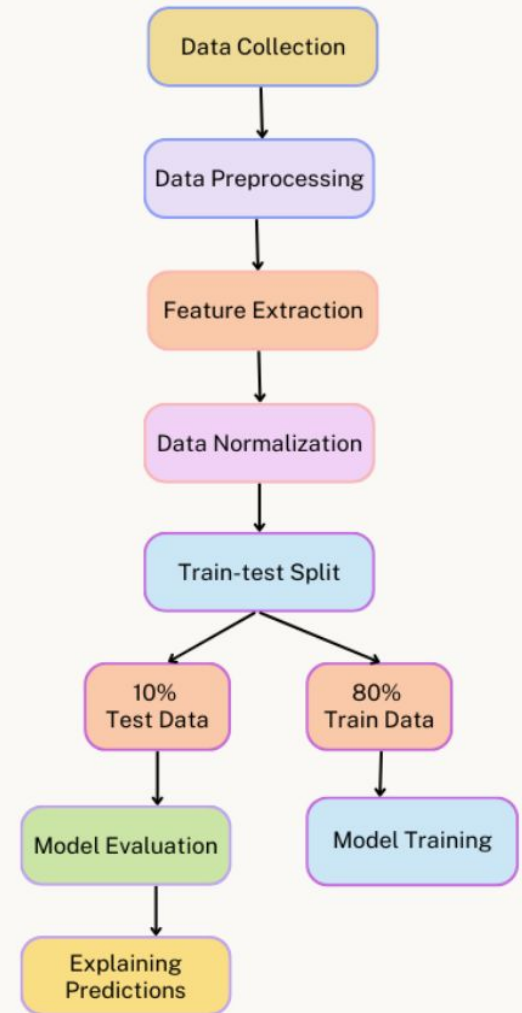 Data Collection
Data Preprocessing
Feature Extraction
Data Normalization
Train-test Split
10%
Test Data
80%
Train Data
Model Evaluation
Model Training
Explaining
Predictions